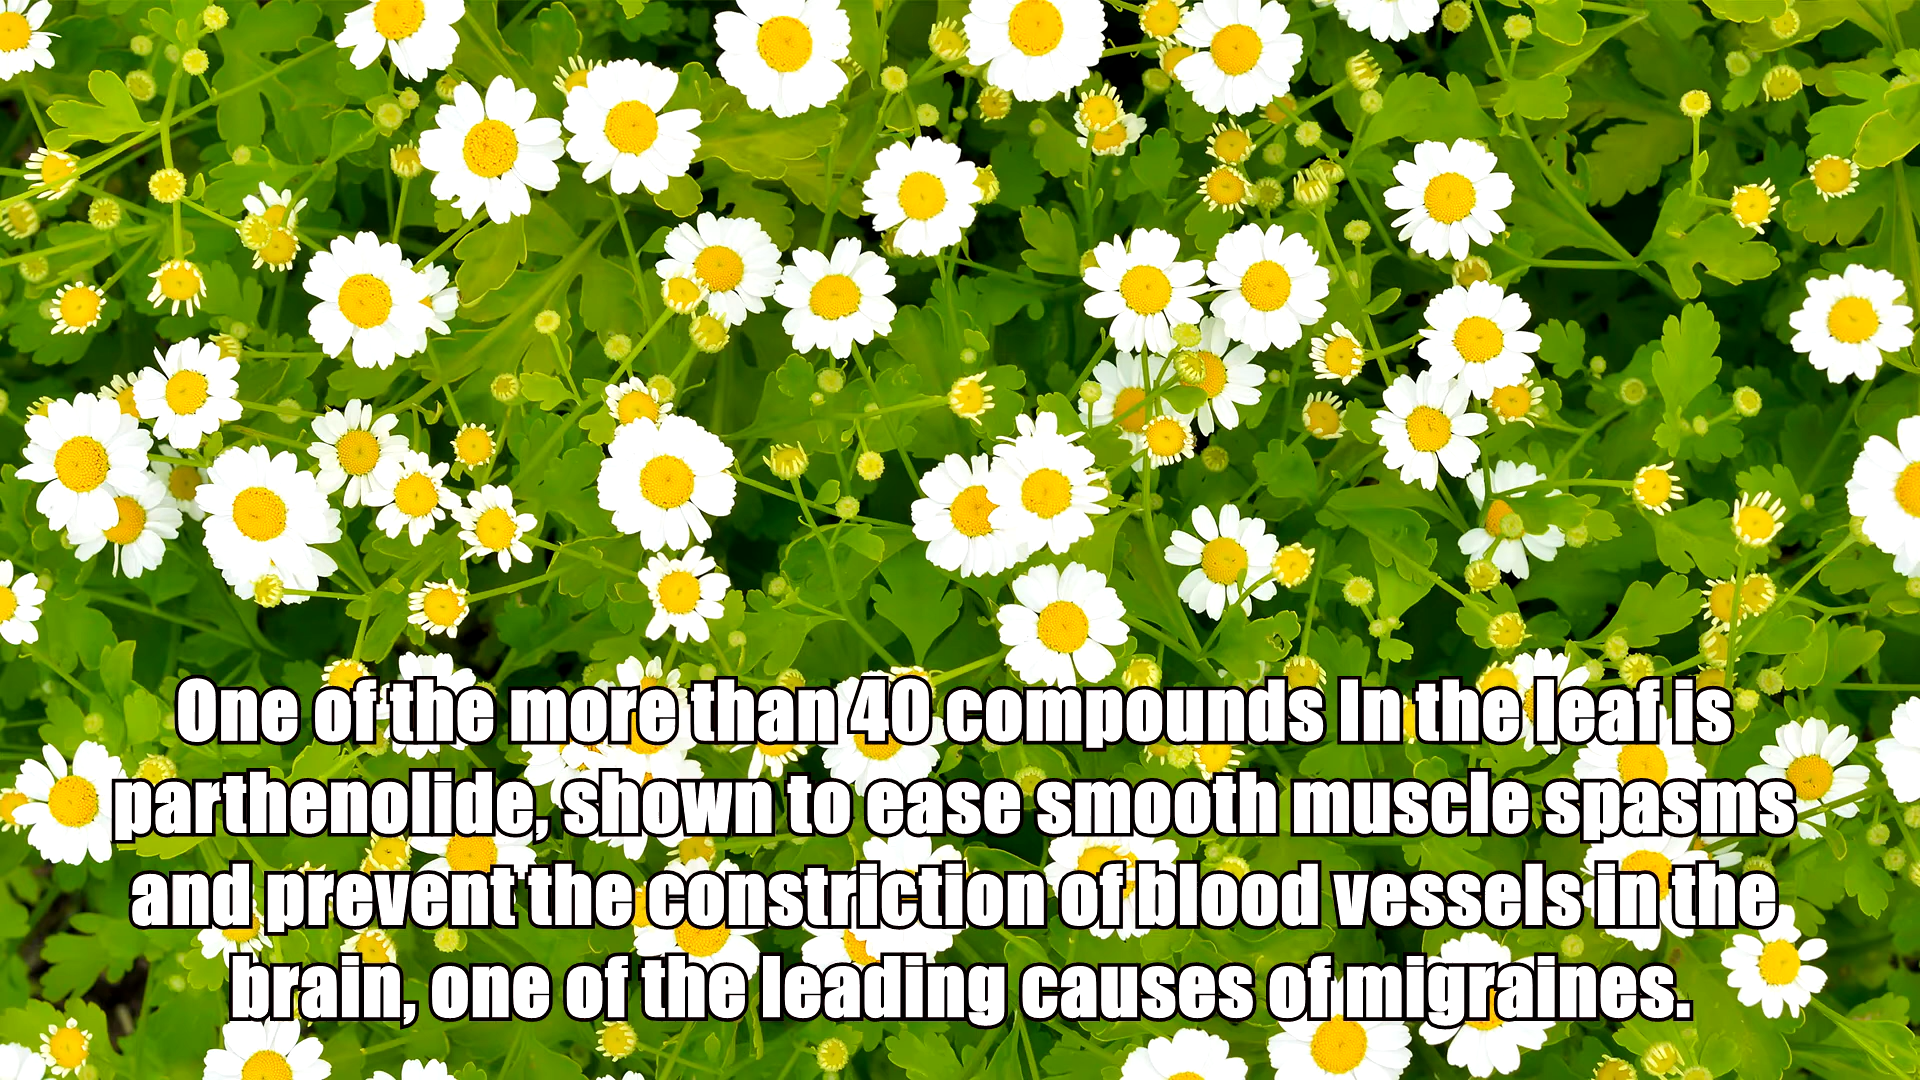 One of the more than 40 compounds In the leaf is
parthenolide, shown to ease smooth muscle spasms
and prevent the constriction of blood vessels in the
brain, one of the leading causes of migraines.